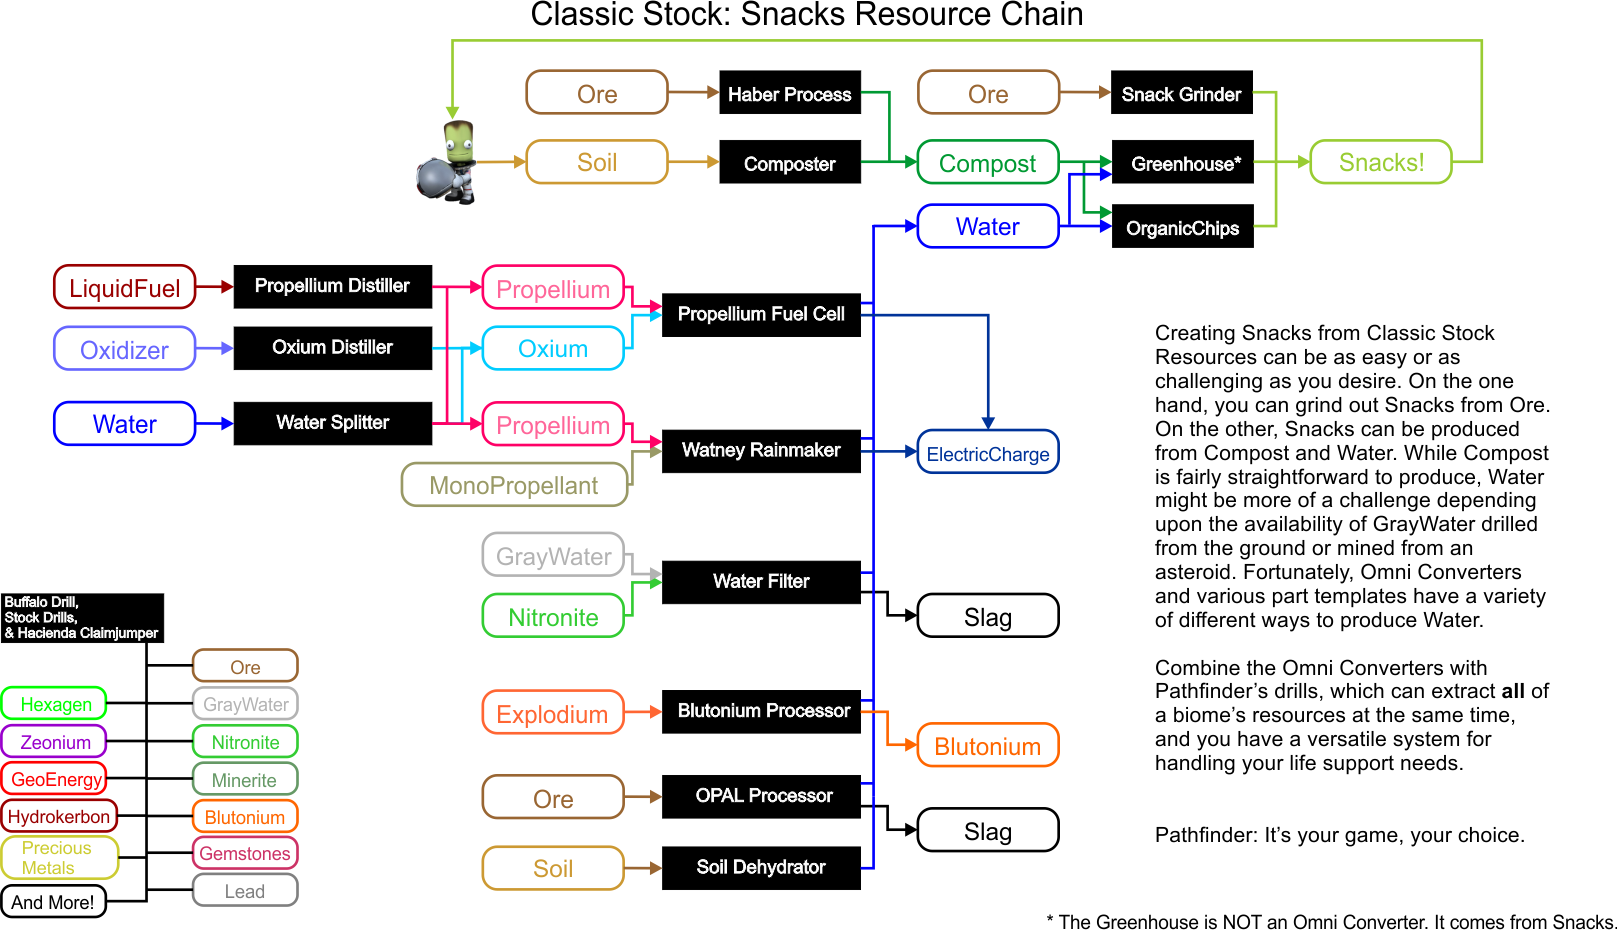 Classic Stock: Snacks Resource Chain
Ore
Haber Process
Ore
Snack Grinder
Soil
Composter
Compost
Greenhouse*
Snacks!
Water
OrganicChips
LiquidFuel
Propellium Distiller
Propellium
Propellium Fuel Cell
Oxidizer
Oxium Distiller
Oxium
Water
Water Splitter
Propellium
Watney Rainmaker
ElectricCharge
MonoPropellant
GrayWater
Water Filter
Nitronite
Slag
Explodium
Blutonium Processor
Blutonium
Ore
OPAL Processor
Slag
Soil
Soil Dehydrator
Buffalo Drill,
Stock Drills,
& Hacienda Claimjumper
Ore
Hexagen
GrayWater
Zeonium
Nitronite
GeoEnergy
Minerite
Hydrokerbon
Blutonium
Precious
Metals
Gemstones
And More!
Lead
Creating Snacks from Classic Stock
Resources can be as easy or as
challenging as you desire. On the one
hand, you can grind out Snacks from Ore.
On the other, Snacks can be produced
from Compost and Water. While Compost
is fairly straightforward to produce, Water
might be more of a challenge depending
upon the availability of GrayWater drilled
from the ground or mined from an
asteroid. Fortunately, Omni Converters
and various part templates have a variety
of different ways to produce Water.
Combine the Omni Converters with
Pathfinder's drills, which can extract all of
a biome's resources at the same time,
and you have a versatile system for
handling your life support needs.
Pathfinder: It's your game, your choice.
* The Greenhouse is NOT an Omni Converter. It comes from Snacks.